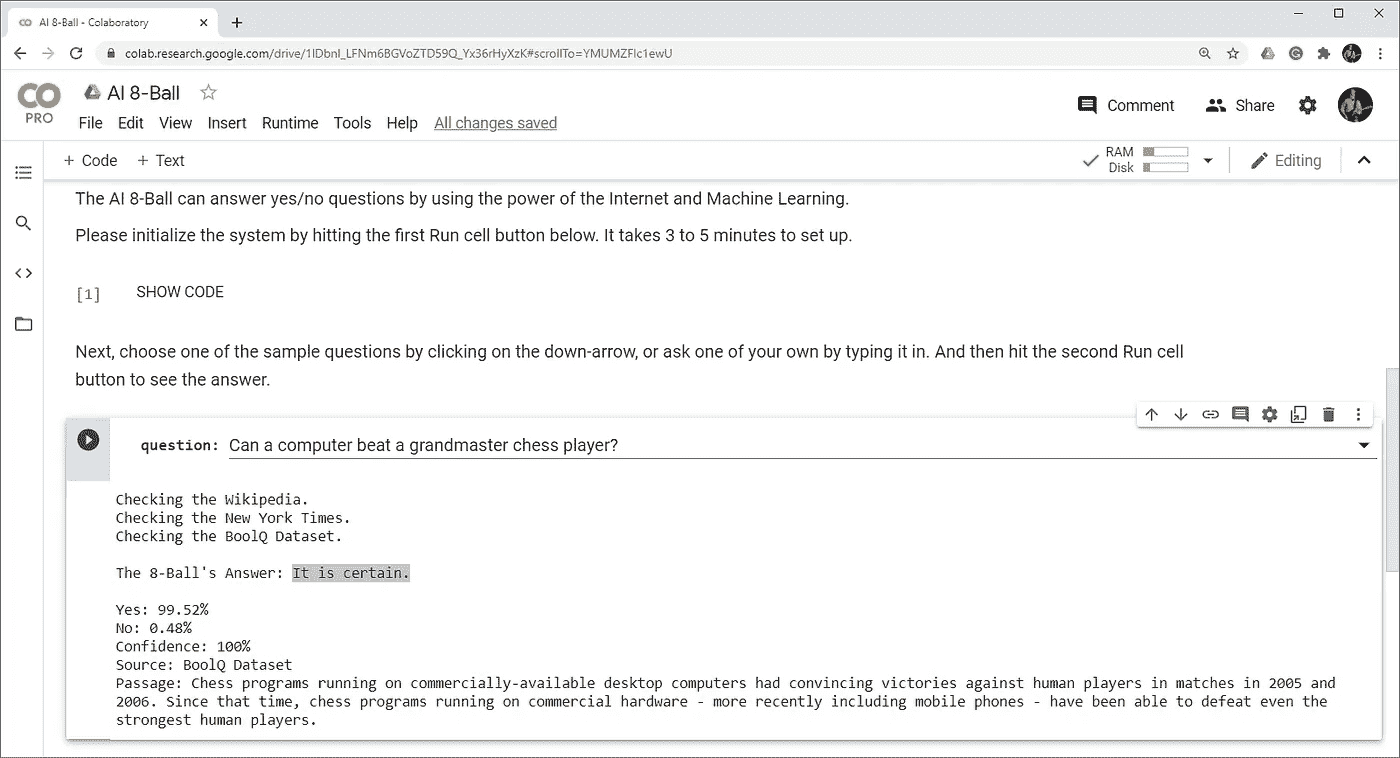 AI 8-Ball - Colaboratory
colab.research.google.com/drive/1IDbnI_LFNm6BGVoZTD59Q_Yx36rHyXzK#scrollTo=YMUMZFlc1ewU
CO PRO
AI 8-Ball
Comment
Share
File Edit View Insert Runtime Tools Help All changes saved
+ Code + Text
RAM
Disk
Editing
The AI 8-Ball can answer yes/no questions by using the power of the Internet and Machine Learning.
Please initialize the system by hitting the first Run cell button below. It takes 3 to 5 minutes to set up.
[1] SHOW CODE
Next, choose one of the sample questions by clicking on the down-arrow, or ask one of your own by typing it in. And then hit the second Run cell
button to see the answer.
question: Can a computer beat a grandmaster chess player?
Checking the Wikipedia.
Checking the New York Times.
Checking the BoolQ Dataset.
The 8-Ball's Answer: It is certain.
Yes: 99.52%
No: 0.48%
Confidence: 100%
Source: BoolQ Dataset
Passage: Chess programs running on commercially-available desktop computers had convincing victories against human players in matches in 2005 and
2006. Since that time, chess programs running on commercial hardware - more recently including mobile phones - have been able to defeat even the
strongest human players.